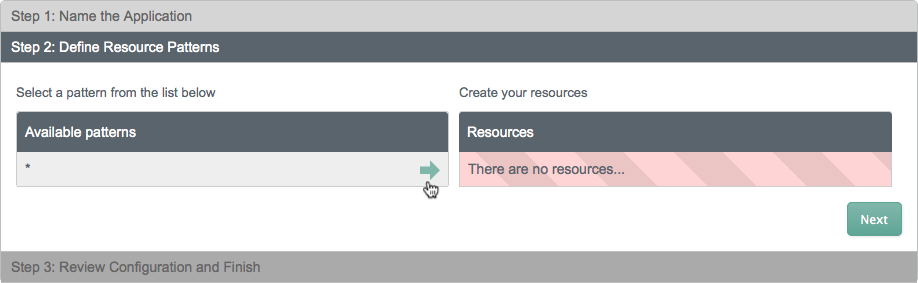 Step 1: Name the Application
Step 2: Define Resource Patterns
Select a pattern from the list below
Create your resources
Available patterns
Resources
*
There are no resources...
Next
Step 3: Review Configuration and Finish